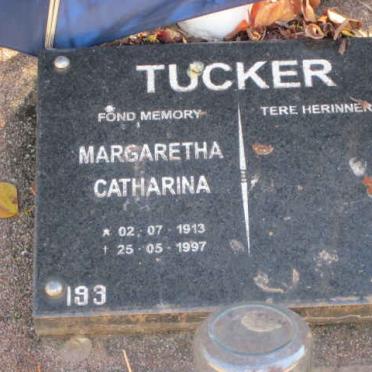 TUCKER
FOND MEMORY
TERE HERINNER
MARGARETHA
CATHARINA
* 02 · 07 · 1913
† 25 · 05 · 1997
193